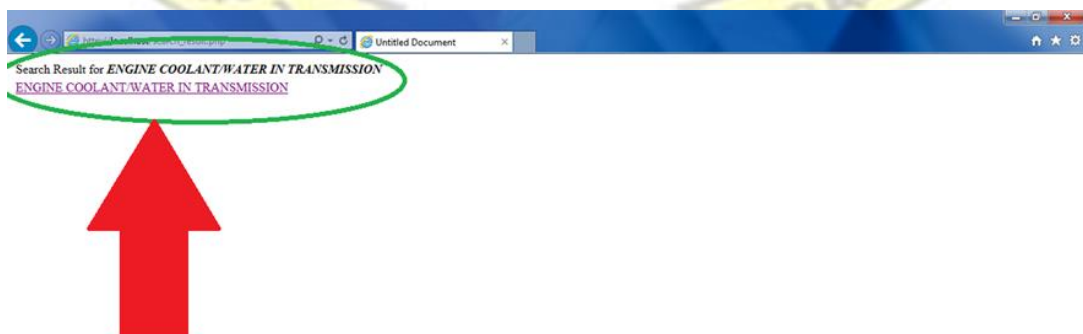 Untitled Document
Search Result for ENGINE COOLANT/WATER IN TRANSMISSION
ENGINE COOLANT/WATER IN TRANSMISSION